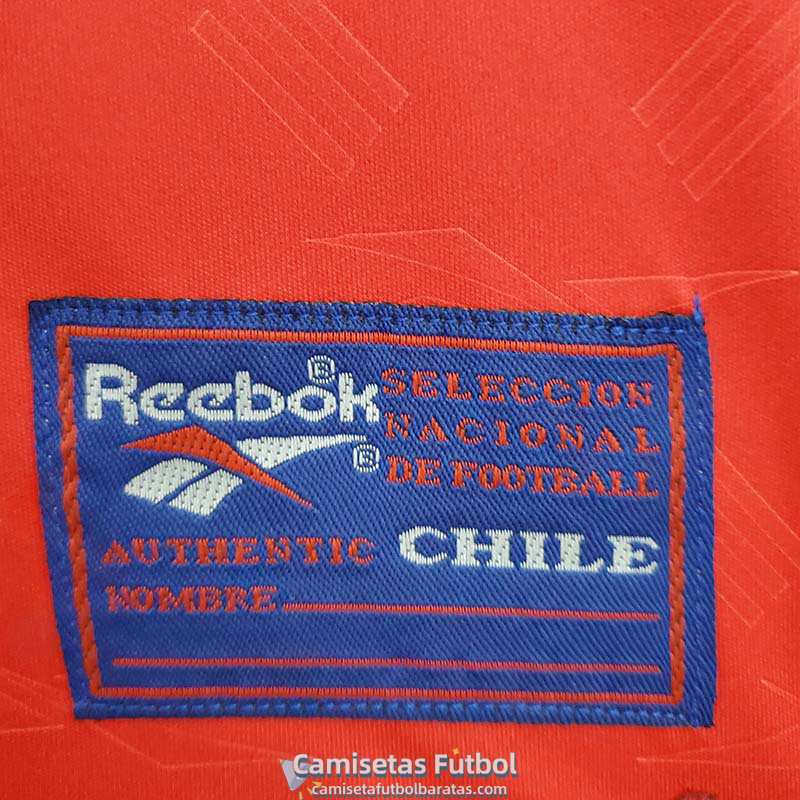 Reebok®
®
SELECCION
NACIONAL
DE FOOTBALL
AUTHENTIC CHILE
NOMBRE
Camisetas Futbol
camisetafutbolbaratas.com